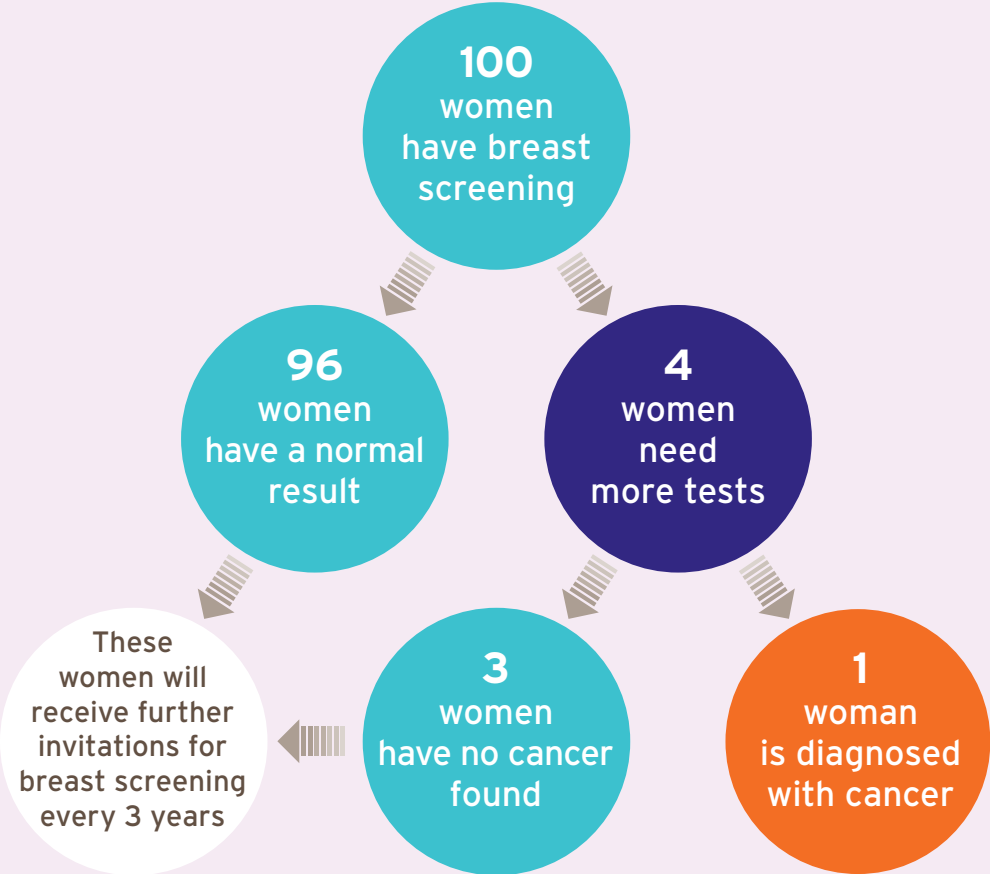 100
women
have breast
screening
96
women
have a normal
result
4
women
need
more tests
These
women will
receive further
invitations for
breast screening
every 3 years
3
women
have no cancer
found
1
woman
is diagnosed
with cancer